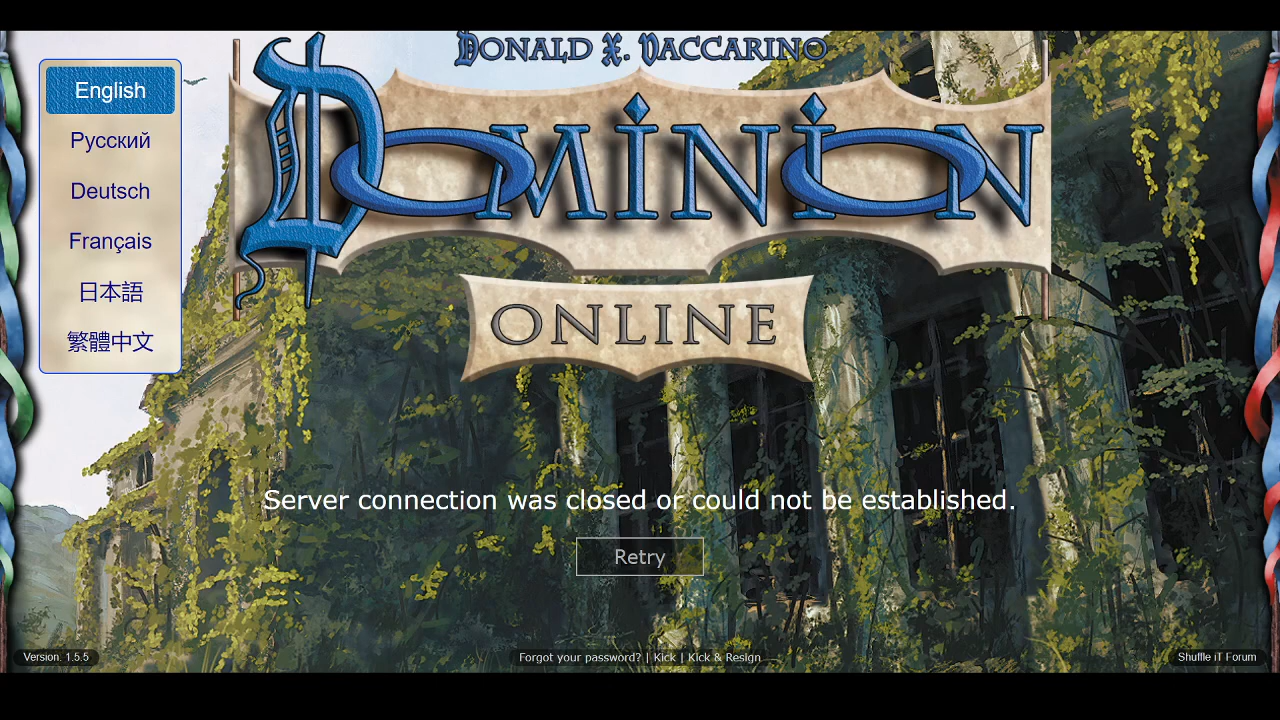 DONALD X. VACCARINO
DOMINION
ONLINE
English
Русский
Deutsch
Français
日本語
繁體中文
Server connection was closed or could not be established.
Retry
Version. 1.5.5
Forgot your password? | Kick | Kick & Resign
Shuffle iT Forum